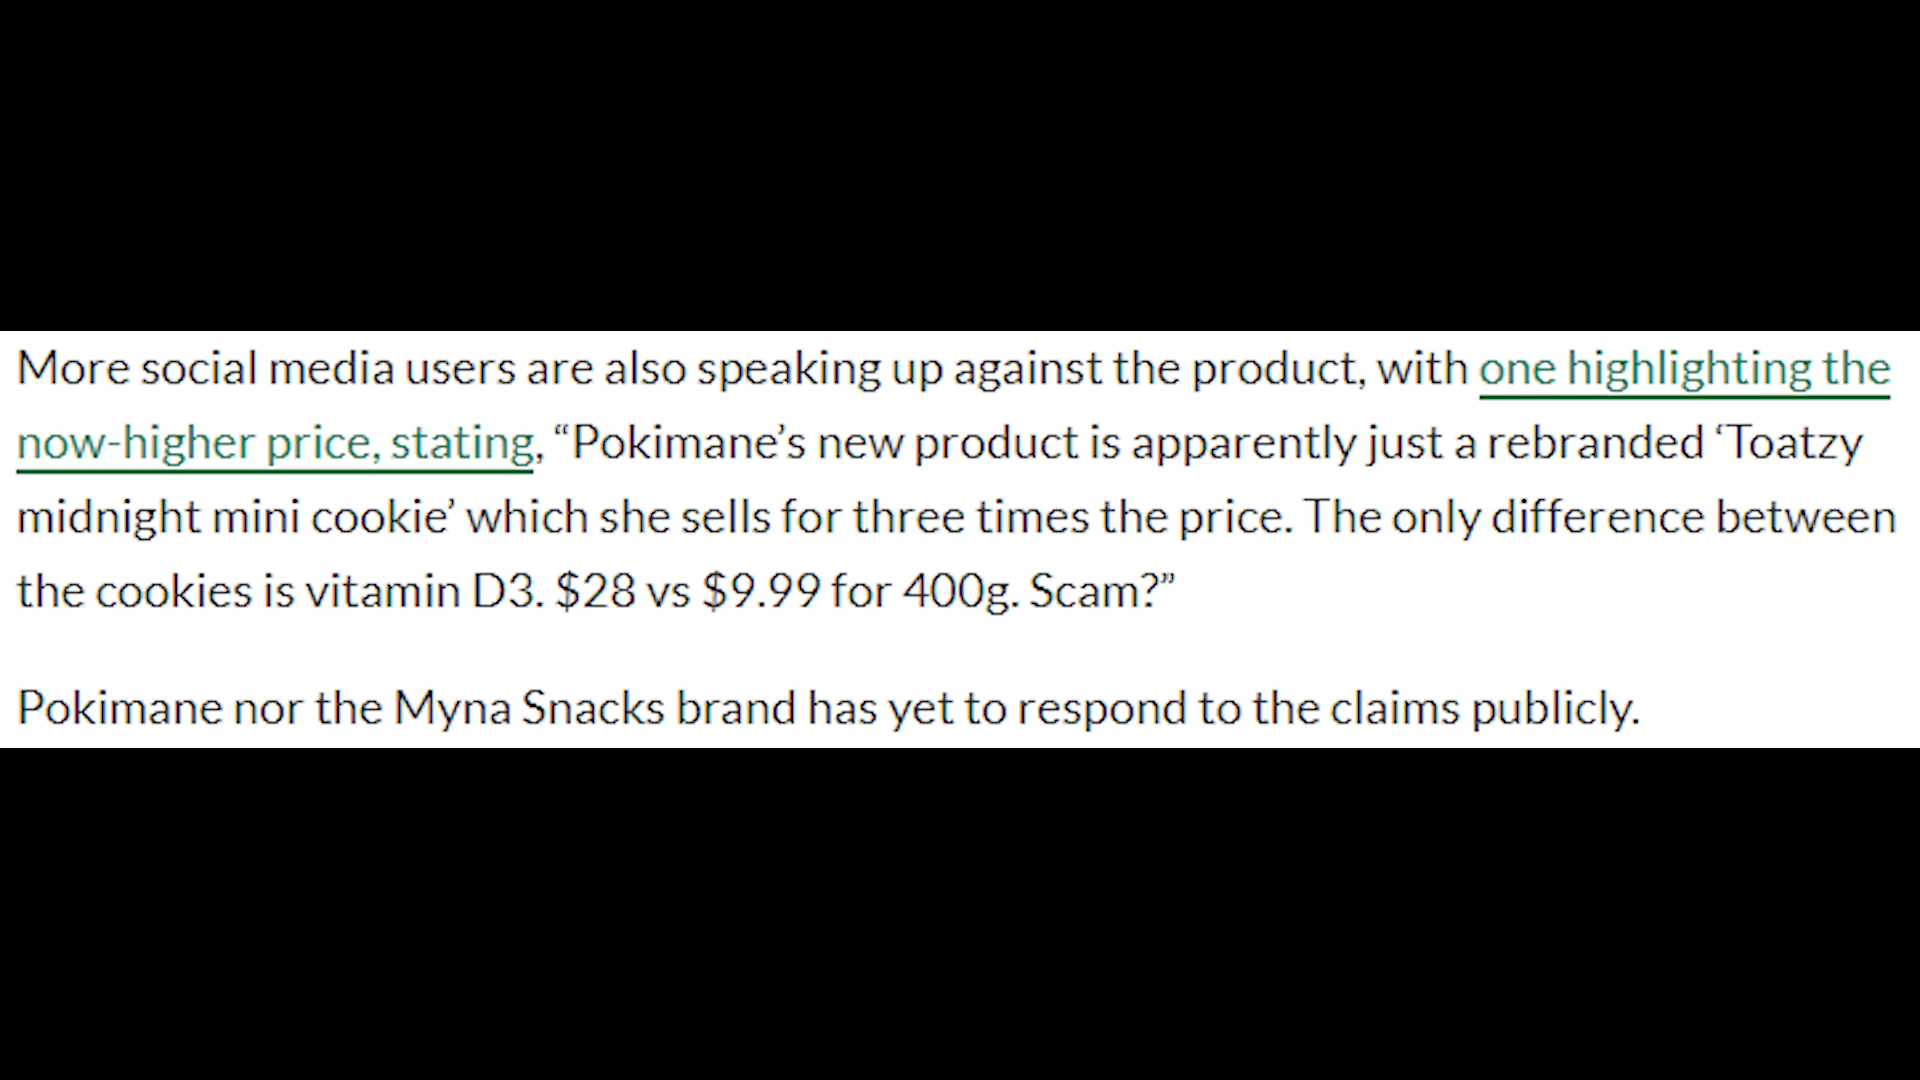 More social media users are also speaking up against the product, with one highlighting the
now-higher price, stating, “Pokimane’s new product is apparently just a rebranded ‘Toatzy
midnight mini cookie’ which she sells for three times the price. The only difference between
the cookies is vitamin D3. $28 vs $9.99 for 400g. Scam?”
Pokimane nor the Myna Snacks brand has yet to respond to the claims publicly.